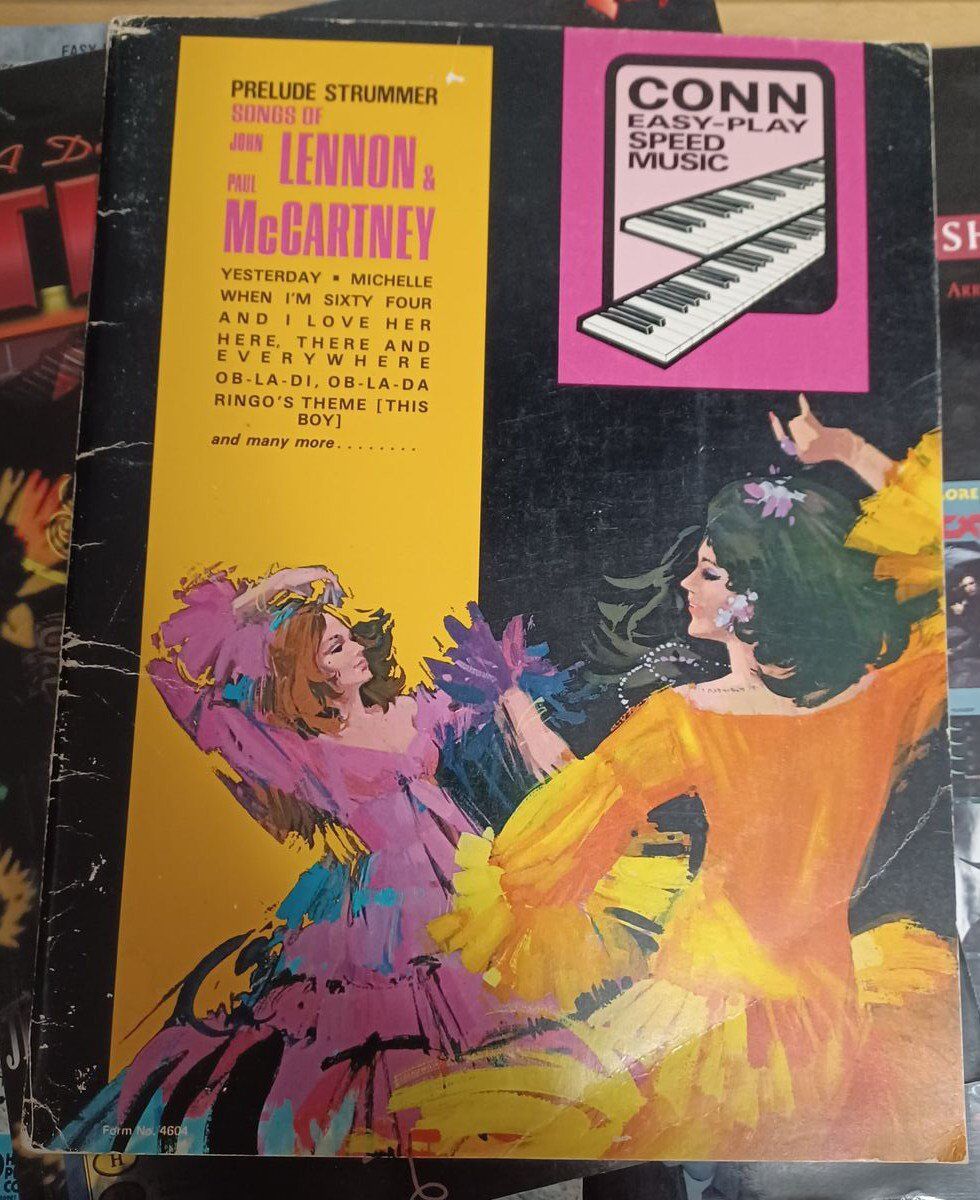 PRELUDE STRUMMER
SONGS OF
JOHN LENNON &
PAUL
McCARTNEY
YESTERDAY ▪ MICHELLE
WHEN I'M SIXTY FOUR
AND I LOVE HER
HERE, THERE AND
EVERYWHERE
OB-LA-DI, OB-LA-DA
RINGO'S THEME [THIS
BOY]
and many more........
CONN
EASY-PLAY
SPEED
MUSIC
Form No. 4604
EASY
SH
H